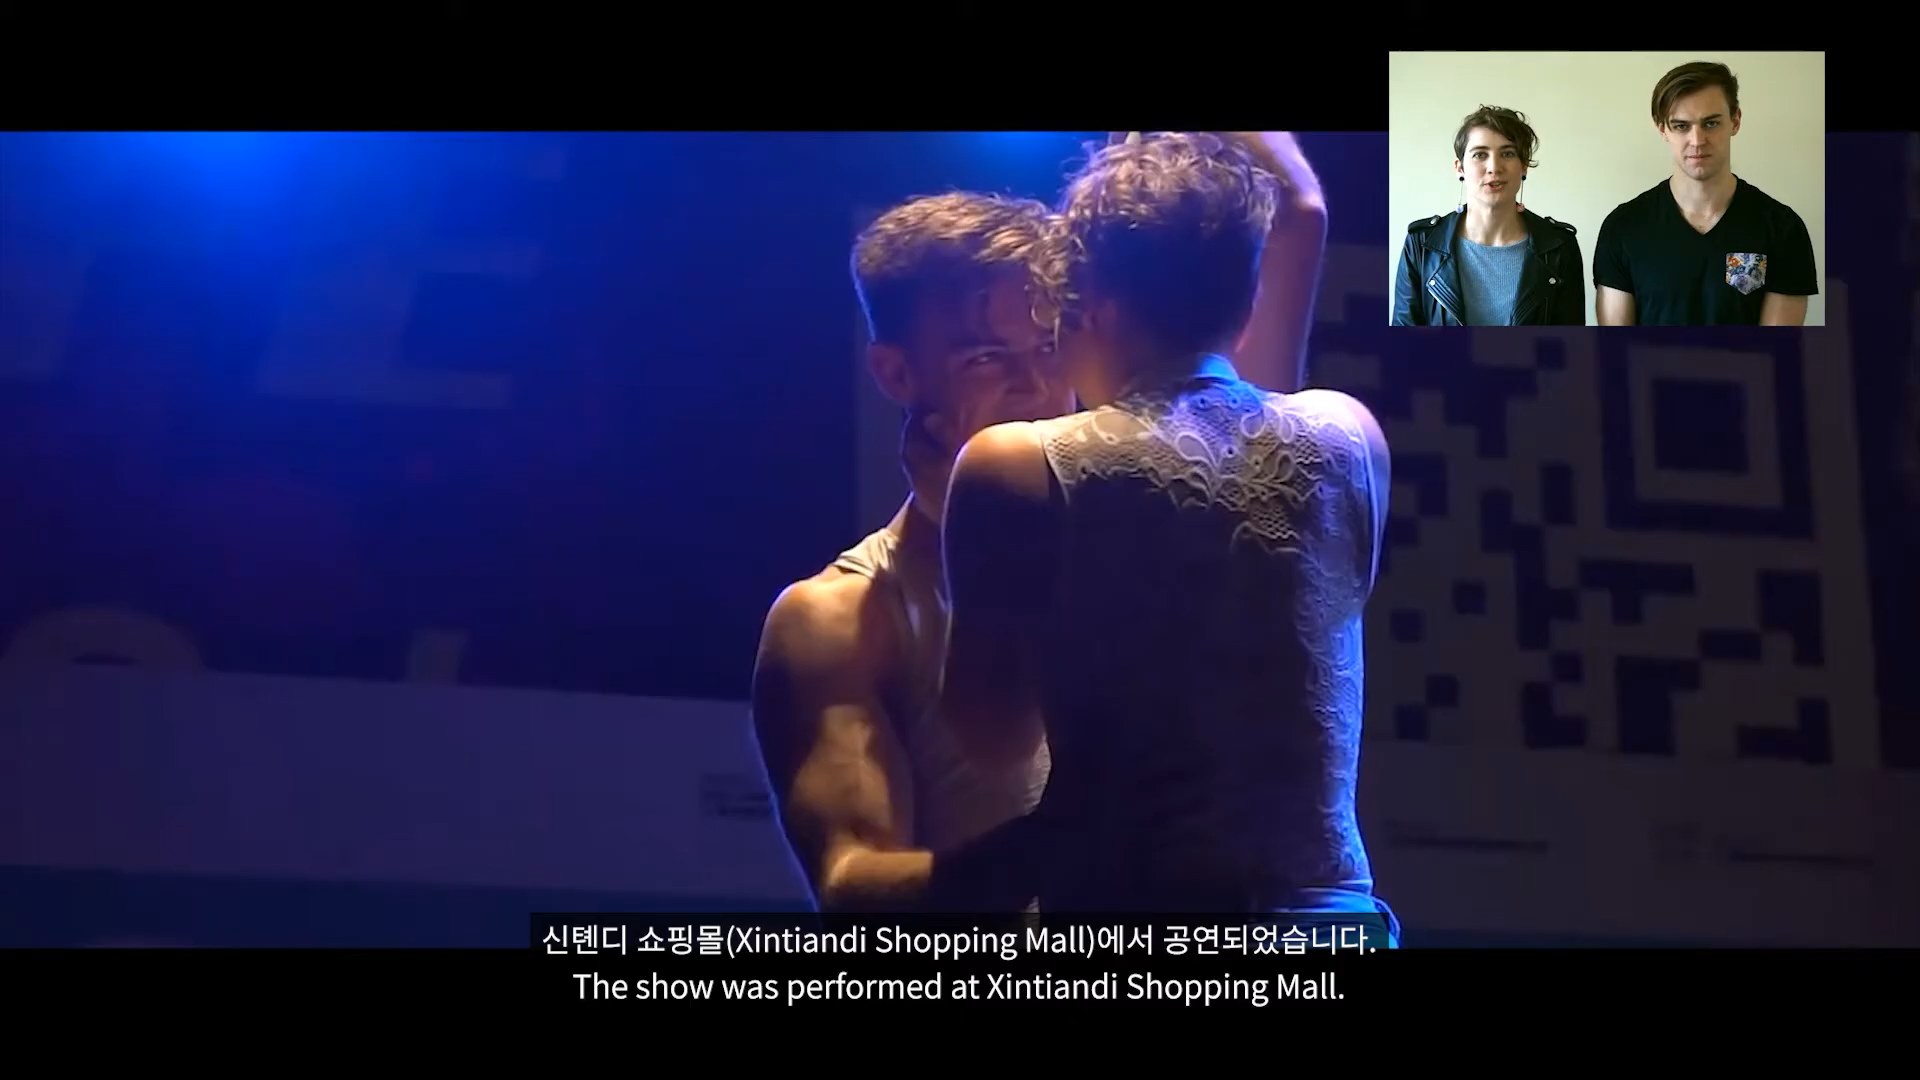 신톈디 쇼핑몰(Xintiandi Shopping Mall)에서 공연되었습니다.
The show was performed at Xintiandi Shopping Mall.